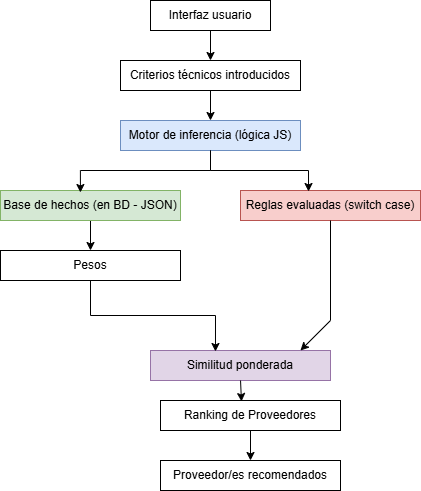 Interfaz usuario
Criterios técnicos introducidos
Motor de inferencia (lógica JS)
Base de hechos (en BD - JSON)
Reglas evaluadas (switch case)
Pesos
Similitud ponderada
Ranking de Proveedores
Proveedor/es recomendados